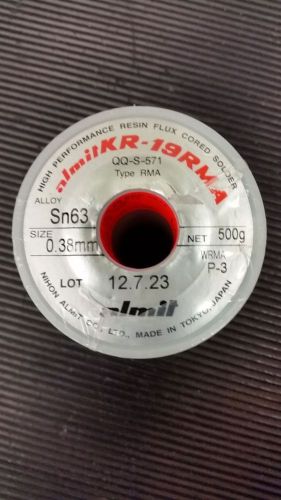 HIGH PERFORMANCE RESIN FLUX CORED SOLDER
almit KR-19RMA
QQ-S-571
Type RMA
ALLOY
Sn63
SIZE
0.38mm
NET 500g
WRMA
P-3
LOT 12.7.23
almit
NIHON ALMIT CO., LTD., MADE IN TOKYO, JAPAN